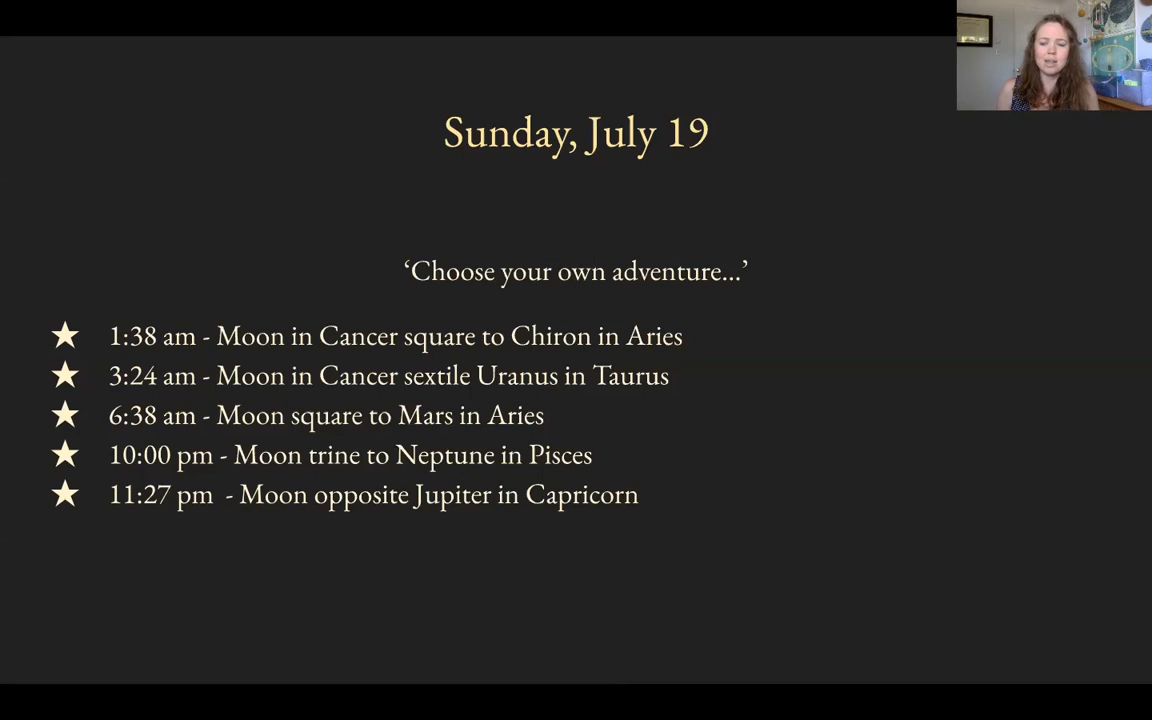 Sunday, July 19
‘Choose your own adventure...’
★ 1:38 am - Moon in Cancer square to Chiron in Aries
★ 3:24 am - Moon in Cancer sextile Uranus in Taurus
★ 6:38 am - Moon square to Mars in Aries
★ 10:00 pm - Moon trine to Neptune in Pisces
★ 11:27 pm - Moon opposite Jupiter in Capricorn